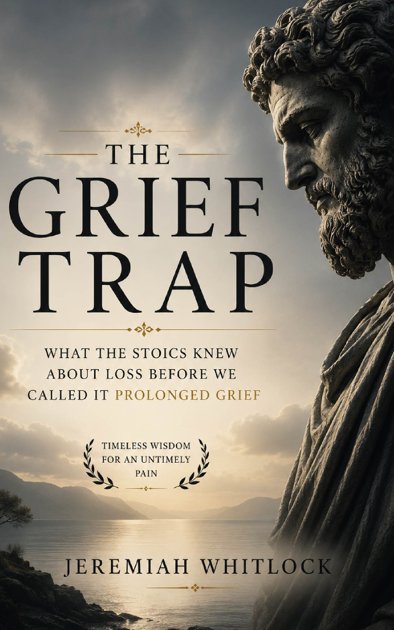 THE
GRIEF
TRAP
WHAT THE STOICS KNEW
ABOUT LOSS BEFORE WE
CALLED IT PROLONGED GRIEF
TIMELESS WISDOM
FOR AN UNTIMELY
PAIN
JEREMIAH WHITLOCK